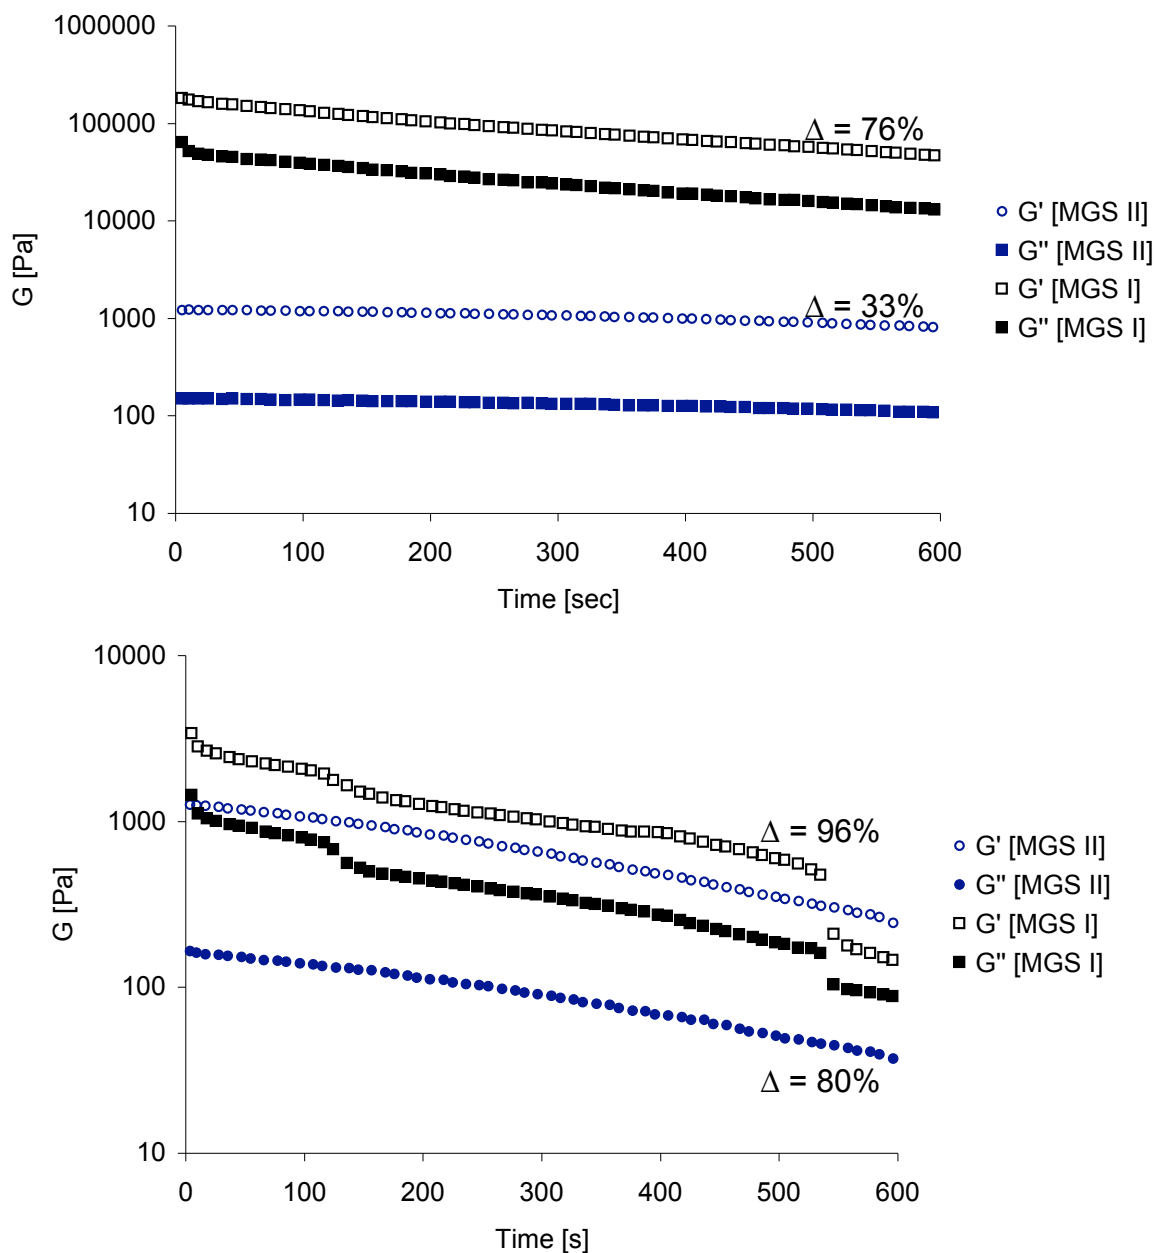 1000000
100000
10000
1000
100
10
G [Pa]
Δ = 76%
Δ = 33%
G' [MGS II]
G" [MGS II]
G' [MGS I]
G" [MGS I]
0 100 200 300 400 500 600
Time [sec]
10000
1000
100
10
G [Pa]
Δ = 96%
Δ = 80%
G' [MGS II]
G" [MGS II]
G' [MGS I]
G" [MGS I]
0 100 200 300 400 500 600
Time [s]